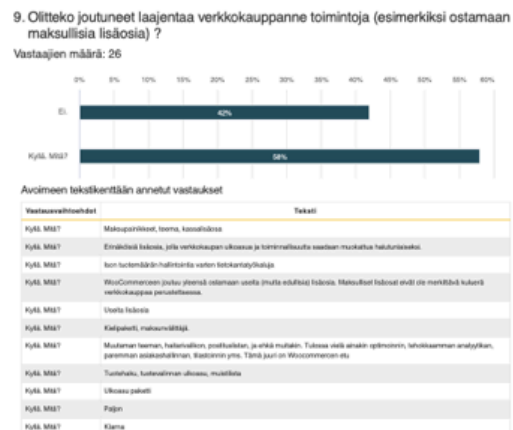 9. Olitteko joutuneet laajentaa verkkokauppanne toimintoja (esimerkiksi ostamaan
maksullisia lisäosia) ?
Vastaajien määrä: 26
0% 5% 10% 15% 20% 25% 30% 35% 40% 45% 50% 55% 60%
Ei. 42%
Kyllä. Mitä? 58%
Avoimeen tekstikenttään annetut vastaukset
Vastausvaihtoehdot Teksti
Kyllä. Mitä? Maksupainikkeet, teema, kassalisäosa
Kyllä. Mitä? Erinäköisiä lisäosia, joilla verkkokaupan ulkoasua ja toiminnallisuutta saadaan muokattua halutunlaiseksi.
Kyllä. Mitä? Ison tuotemäärän hallintointia varten tietokantatyökaluja
Kyllä. Mitä? WooCommerceen joutuu yleensä ostamaan useita (mutta edullisia) lisäosia. Maksulliset lisäosat eivät ole merkittävä kuluerä
verkkokauppaa perustettaessa.
Kyllä. Mitä? Useita lisäosia
Kyllä. Mitä? Kielipaketti, maksunvälittäjä.
Kyllä. Mitä? Muutaman teeman, hallintavalikon, postituslistan, ja ehkä muitakin. Tulossa vielä ainakin optimoinnin, tehokkaamman analytiikan,
paremman asiakashallinnan, tilastoinnin yms. Tämä juuri on Woocommercen etu
Kyllä. Mitä? Tuotehaku, tuotevalinnan ulkoasu, muistilista
Kyllä. Mitä? Ulkoasu paketti
Kyllä. Mitä? Paljon
Kyllä. Mitä? Klarna